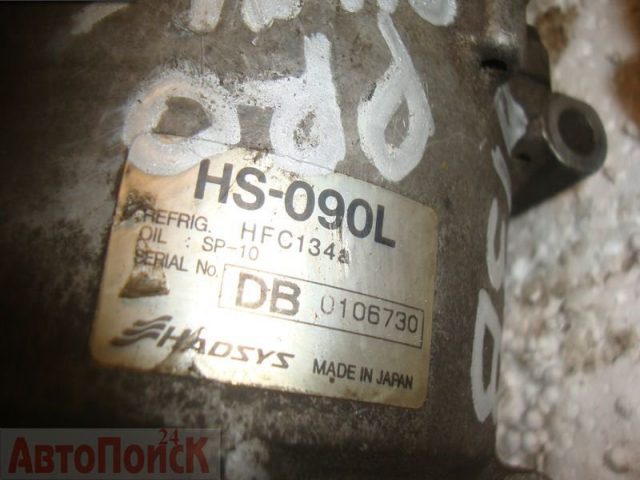 HS-090L
REFRIG. HFC134a
OIL : SP-10
SERIAL No. DB 0106730
HADSYS MADE IN JAPAN
АвтоПоисК 24